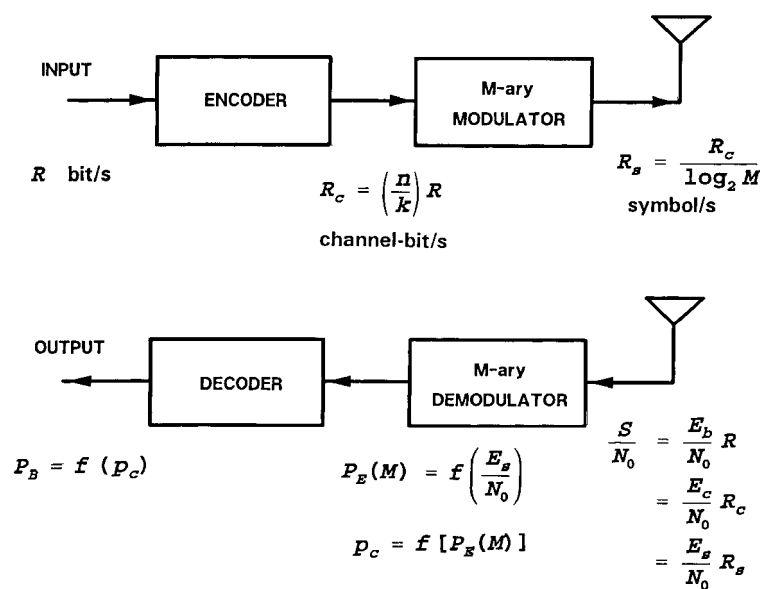 INPUT
ENCODER
M-ary
MODULATOR
R bit/s
R_c = (n/k) R
channel-bit/s
R_s = R_c / log_2 M
symbol/s
OUTPUT
DECODER
M-ary
DEMODULATOR
P_B = f (p_c)
P_E(M) = f(E_s/N_0)
p_c = f [P_E(M)]
S/N_0 = E_b/N_0 R
= E_c/N_0 R_c
= E_s/N_0 R_s